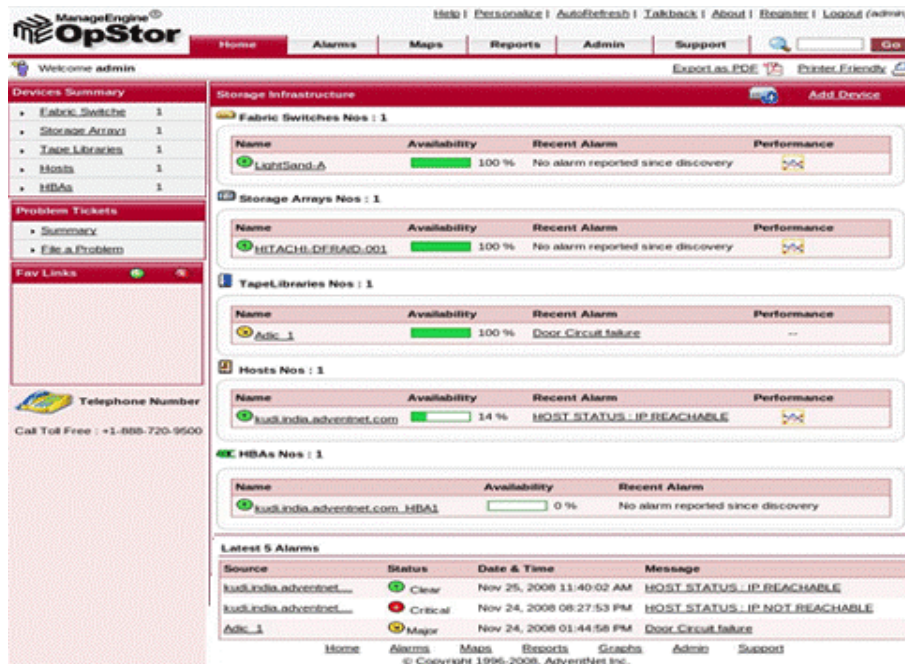 Help | Personalize | AutoRefresh | Talkback | About | Register | Logout (admin
ManageEngine®
ME OpStor
Home Alarms Maps Reports Admin Support Go
Welcome admin Export as PDF Printer Friendly
Devices Summary
Fabric Switche 1
Storage Arrays 1
Tape Libraries 1
Hosts 1
HBAs 1
Problem Tickets
Summary
File a Problem
Fav Links
Telephone Number
Call Toll Free : +1-888-720-9500
Storage Infrastructure Add Device
Fabric Switches Nos : 1
Name Availability Recent Alarm Performance
LightSand-A 100 % No alarm reported since discovery
Storage Arrays Nos : 1
Name Availability Recent Alarm Performance
HITACHI-DFRAID-001 100 % No alarm reported since discovery
TapeLibraries Nos : 1
Name Availability Recent Alarm Performance
Adic_1 100 % Door Circuit failure --
Hosts Nos : 1
Name Availability Recent Alarm Performance
kudi.india.adventnet.com 14 % HOST STATUS : IP REACHABLE
HBAs Nos : 1
Name Availability Recent Alarm
kudi.india.adventnet.com_HBA1 0 % No alarm reported since discovery
Latest 5 Alarms
Source Status Date & Time Message
kudi.india.adventnet.... Clear Nov 25, 2008 11:40:02 AM HOST STATUS : IP REACHABLE
kudi.india.adventnet.... Critical Nov 24, 2008 08:27:53 PM HOST STATUS : IP NOT REACHABLE
Adic_1 Major Nov 24, 2008 01:44:58 PM Door Circuit failure
Home Alarms Maps Reports Graphs Admin Support
© Copyright 1996-2008, AdventNet Inc.